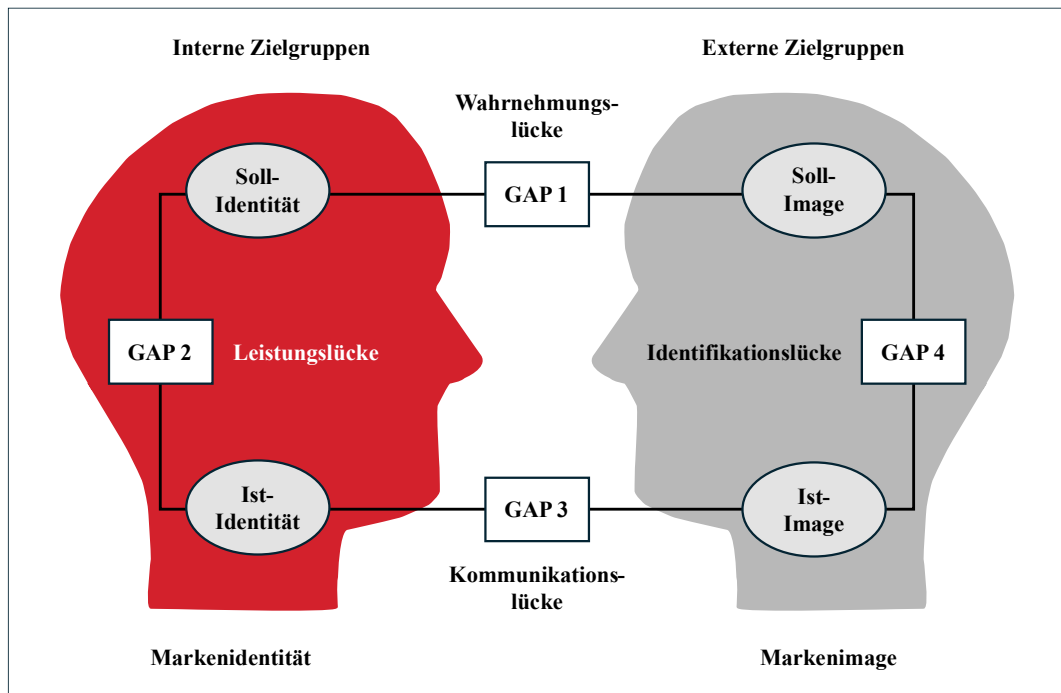 Interne Zielgruppen
Externe Zielgruppen
Wahrnehmungs-
lücke
Soll-
Identität
GAP 1
Soll-
Image
GAP 2
Leistungslücke
Identifikationslücke
GAP 4
Ist-
Identität
GAP 3
Ist-
Image
Kommunikations-
lücke
Markenidentität
Markenimage